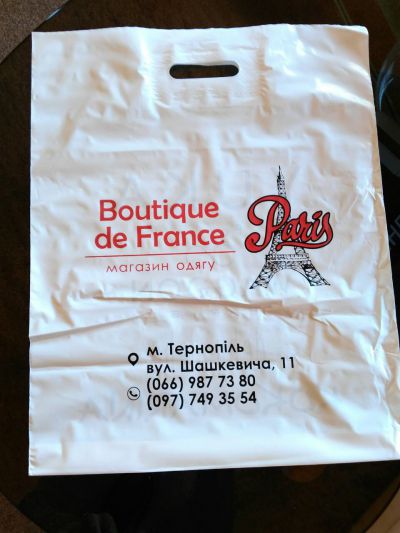 Boutique
de France
Paris
магазин одягу
м. Тернопіль
вул. Шашкевича, 11
(066) 987 73 80
(097) 749 35 54